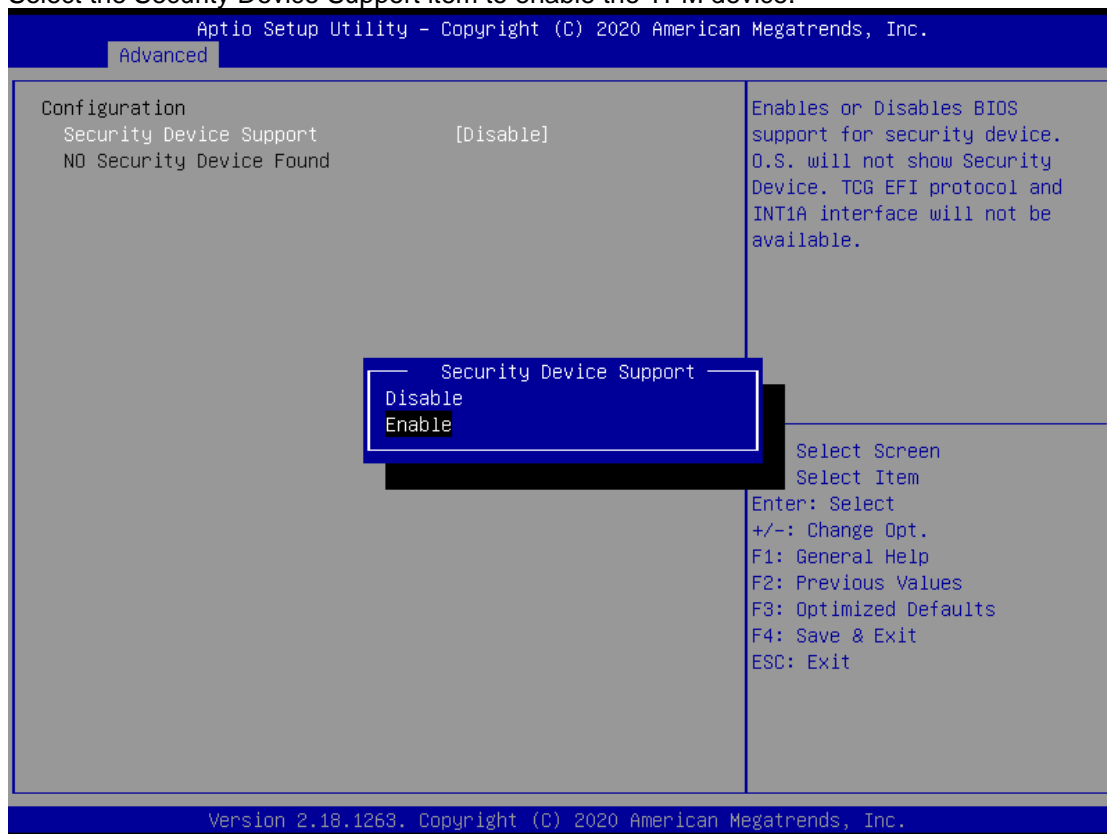 Select the Security Device Support item to enable the TPM device.
Aptio Setup Utility – Copyright (C) 2020 American Megatrends, Inc.
Advanced
Configuration
Security Device Support [Disable]
NO Security Device Found
Enables or Disables BIOS
support for security device.
O.S. will not show Security
Device. TCG EFI protocol and
INT1A interface will not be
available.
Security Device Support
Disable
Enable
Select Screen
Select Item
Enter: Select
+/-: Change Opt.
F1: General Help
F2: Previous Values
F3: Optimized Defaults
F4: Save & Exit
ESC: Exit
Version 2.18.1263. Copyright (C) 2020 American Megatrends, Inc.